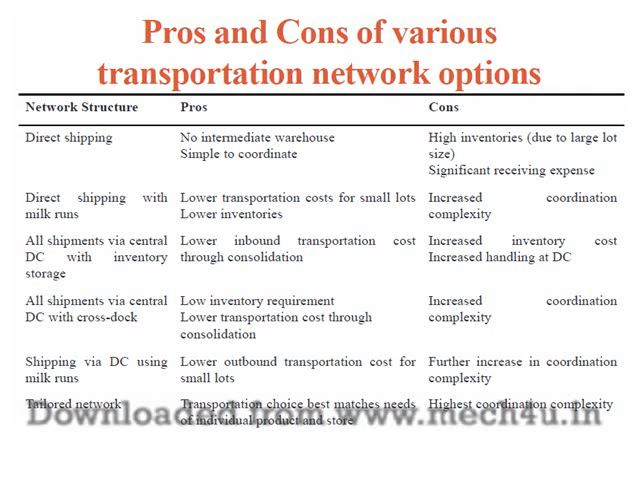 Pros and Cons of various
transportation network options
Network Structure Pros Cons
Direct shipping No intermediate warehouse High inventories (due to large lot
Simple to coordinate size)
Significant receiving expense
Direct shipping with Lower transportation costs for small lots Increased coordination
milk runs Lower inventories complexity
All shipments via central Lower inbound transportation cost Increased inventory cost
DC with inventory through consolidation Increased handling at DC
storage
All shipments via central Low inventory requirement Increased coordination
DC with cross-dock Lower transportation cost through complexity
consolidation
Shipping via DC using Lower outbound transportation cost for Further increase in coordination
milk runs small lots complexity
Tailored network Transportation choice best matches needs Highest coordination complexity
of individual product and store
Downloaded from www.mech4u.in